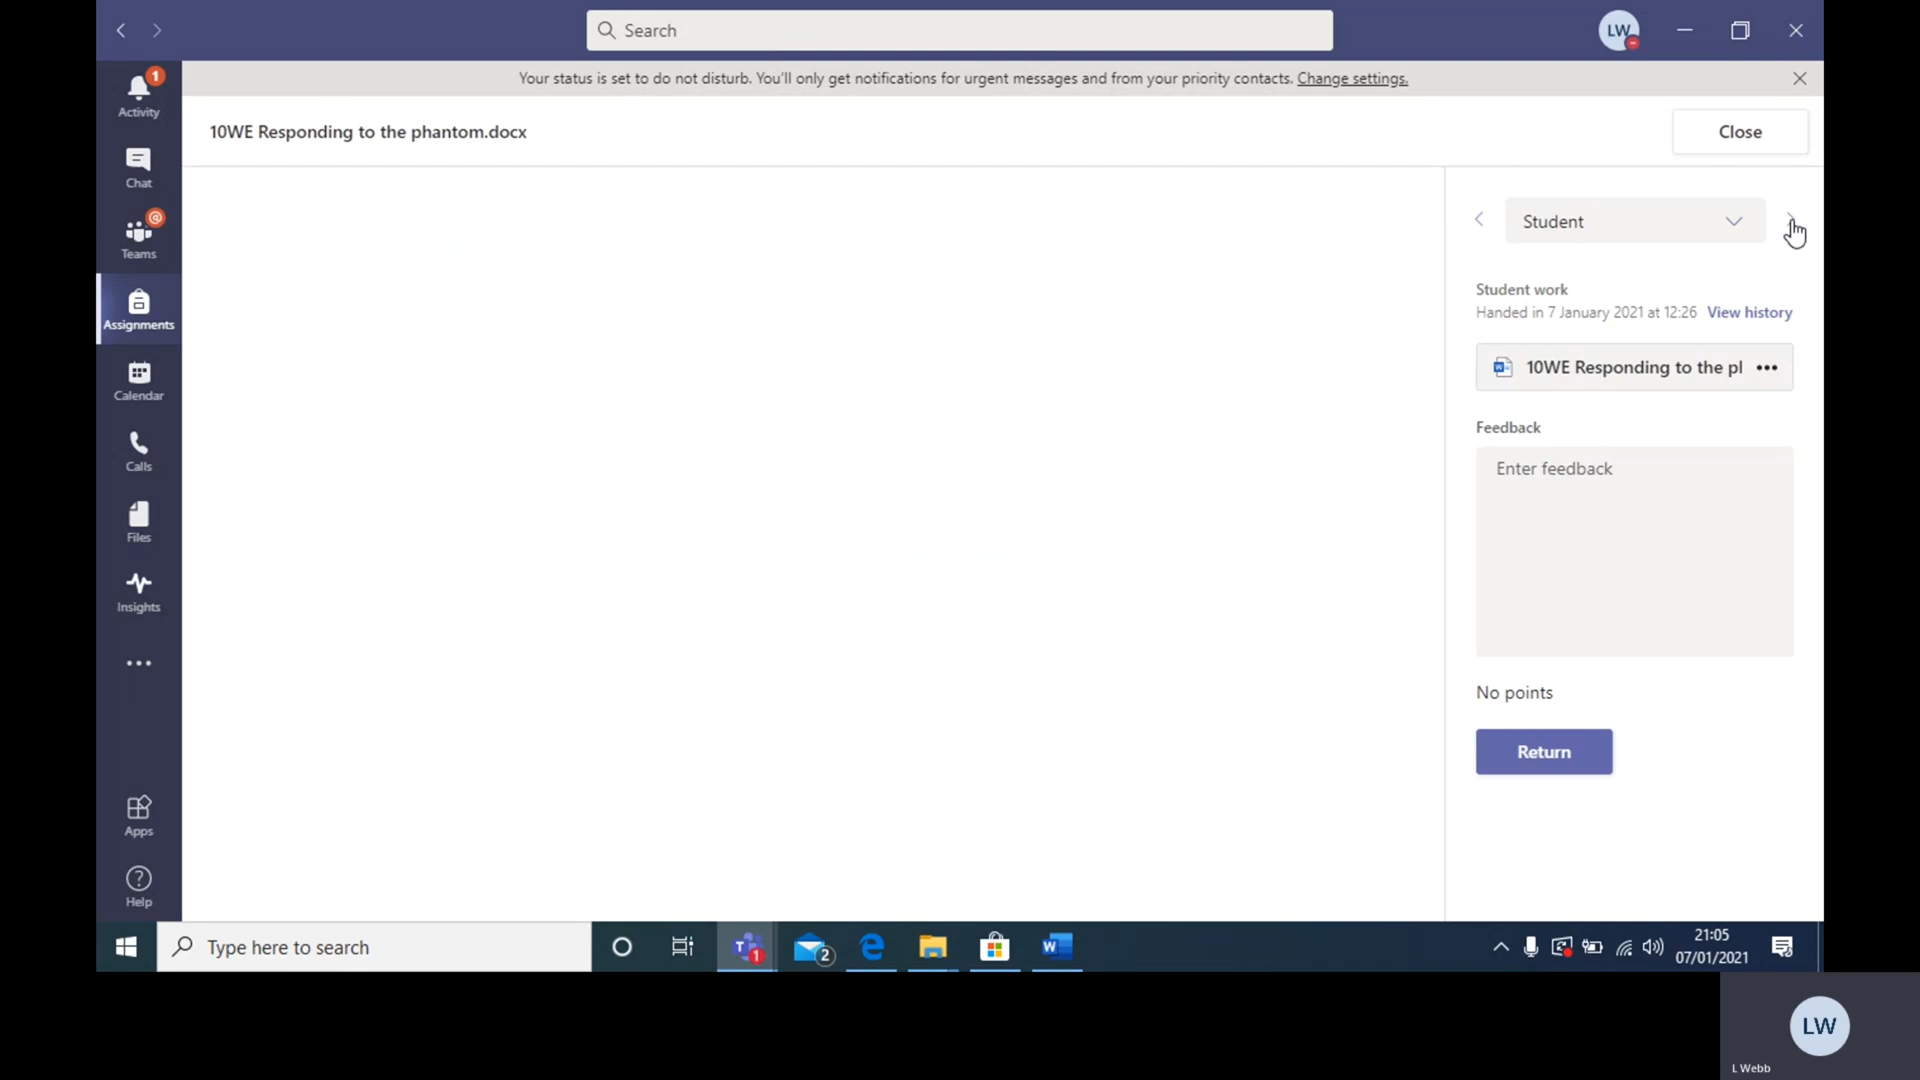 Search
LW
Your status is set to do not disturb. You'll only get notifications for urgent messages and from your priority contacts. Change settings.
1
Activity
Chat
@
Teams
Assignments
Calendar
Calls
Files
Insights
Apps
Help
10WE Responding to the phantom.docx
Close
Student
Student work
Handed in 7 January 2021 at 12:26 View history
10WE Responding to the pl
Feedback
Enter feedback
No points
Return
Type here to search
T
1
2
W
21:05
07/01/2021
LW
L Webb